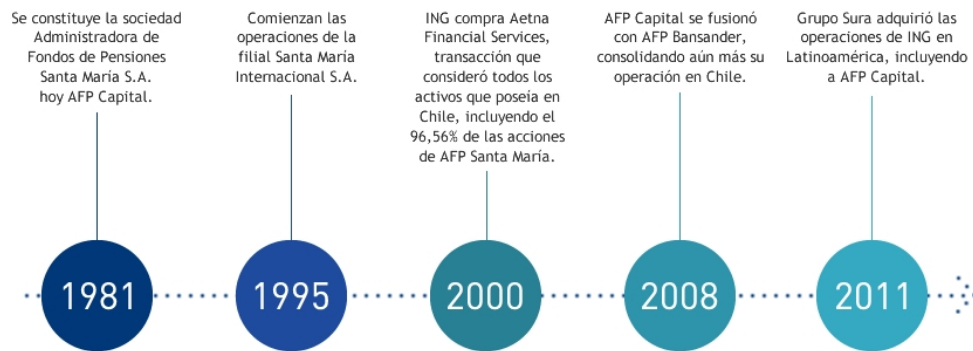 Se constituye la sociedad
Administradora de
Fondos de Pensiones
Santa María S.A.
hoy AFP Capital.
Comienzan las
operaciones de la
filial Santa María
Internacional S.A.
ING compra Aetna
Financial Services,
transacción que
consideró todos los
activos que poseía en
Chile, incluyendo el
96,56% de las acciones
de AFP Santa María.
AFP Capital se fusionó
con AFP Bansander,
consolidando aún más su
operación en Chile.
Grupo Sura adquirió las
operaciones de ING en
Latinoamérica, incluyendo
a AFP Capital.
1981
1995
2000
2008
2011